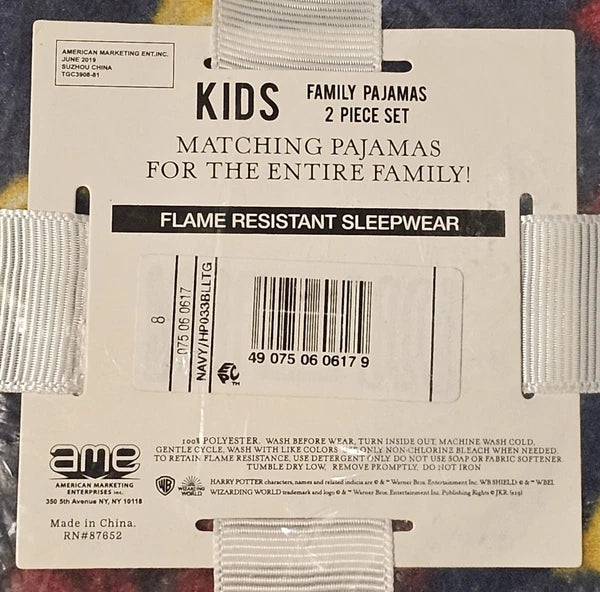 AMERICAN MARKETING ENT.INC.
JUNE 2019
SUZHOU CHINA
TGC3908-81
KIDS
FAMILY PAJAMAS
2 PIECE SET
MATCHING PAJAMAS
FOR THE ENTIRE FAMILY!
FLAME RESISTANT SLEEPWEAR
8
075 06 0617
NAVY/HP033BLLTG
EPC™
49 075 06 0617 9
100% POLYESTER. WASH BEFORE WEAR, TURN INSIDE OUT, MACHINE WASH COLD,
GENTLE CYCLE, WASH WITH LIKE COLORS ONLY NON-CHLORINE BLEACH WHEN NEEDED.
TO RETAIN FLAME RESISTANCE, USE DETERGENT ONLY DO NOT USE SOAP OR FABRIC SOFTENER
TUMBLE DRY LOW, REMOVE PROMPTLY, DO NOT IRON
ame
AMERICAN MARKETING
ENTERPRISES inc.
350 5th Avenue NY, NY 10118
WB
WIZARDING
WORLD
HARRY POTTER characters, names and related indicia are © & ™ Warner Bros. Entertainment Inc. WB SHIELD: © & ™ WBEI.
WIZARDING WORLD trademark and logo © & ™ Warner Bros. Entertainment Inc. Publishing Rights © JKR. (s19)
Made in China.
RN#87652